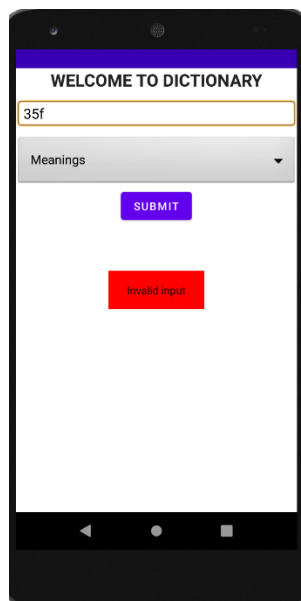 WELCOME TO DICTIONARY
35f
Meanings
SUBMIT
Invalid input